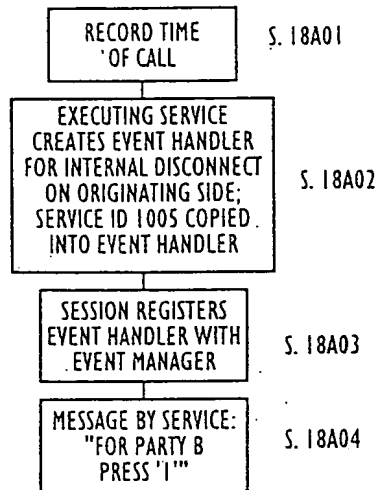 RECORD TIME
OF CALL
S. 18A01
EXECUTING SERVICE
CREATES EVENT HANDLER
FOR INTERNAL DISCONNECT
ON ORIGINATING SIDE;
SERVICE ID 1005 COPIED
INTO EVENT HANDLER
S. 18A02
SESSION REGISTERS
EVENT HANDLER WITH
EVENT MANAGER
S. 18A03
MESSAGE BY SERVICE:
"FOR PARTY B
PRESS '1'"
S. 18A04